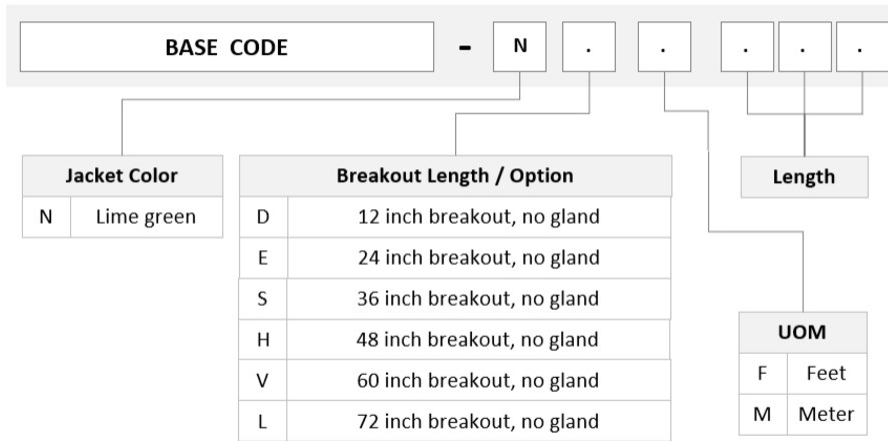 BASE CODE - N . . . . .
Jacket Color
N Lime green
Breakout Length / Option
D 12 inch breakout, no gland
E 24 inch breakout, no gland
S 36 inch breakout, no gland
H 48 inch breakout, no gland
V 60 inch breakout, no gland
L 72 inch breakout, no gland
Length
UOM
F Feet
M Meter